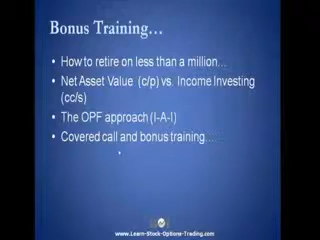 Bonus Training…
• How to retire on less than a million…
• Net Asset Value (c/p) vs. Income Investing
(cc/s)
• The OPF approach (I-A-I)
• Covered call and bonus training……
www.Learn-Stock-Options-Trading.com